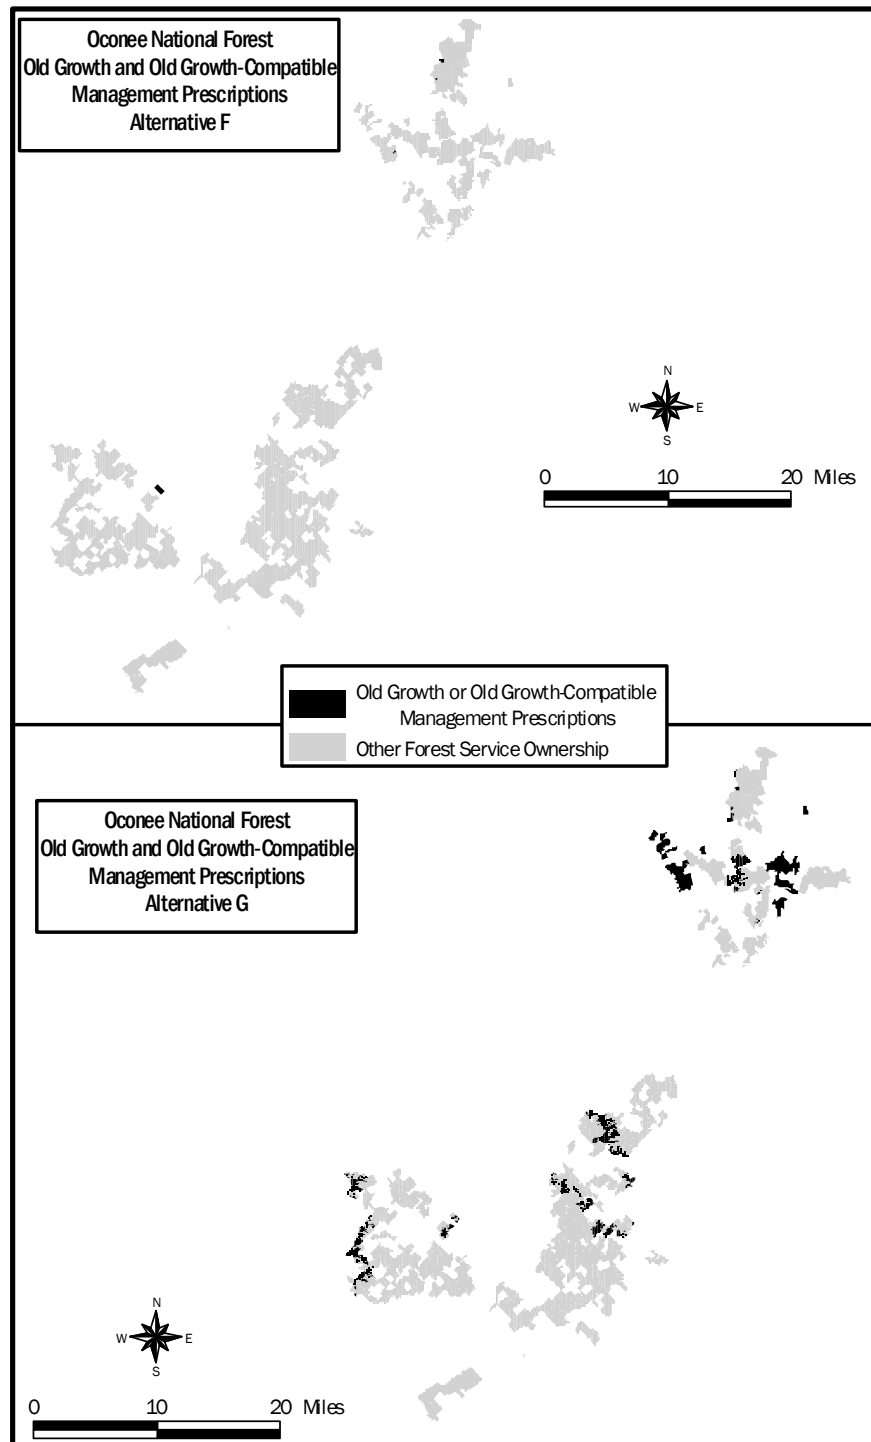 Oconee National Forest
Old Growth and Old Growth-Compatible
Management Prescriptions
Alternative F
N
W E
S
0 10 20 Miles
Old Growth or Old Growth-Compatible
Management Prescriptions
Other Forest Service Ownership
Oconee National Forest
Old Growth and Old Growth-Compatible
Management Prescriptions
Alternative G
N
W E
S
0 10 20 Miles